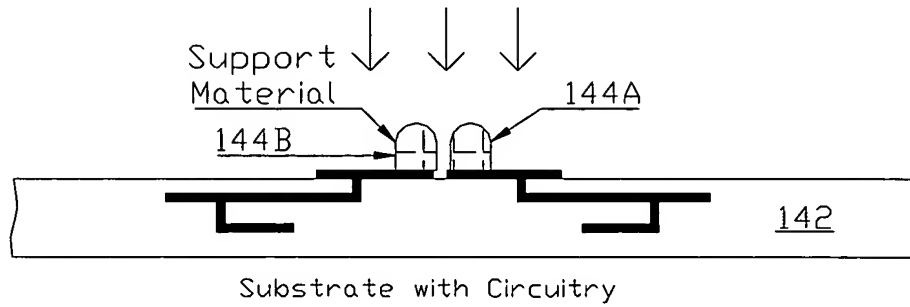 Support
Material
144A
144B
142
Substrate with Circuitry